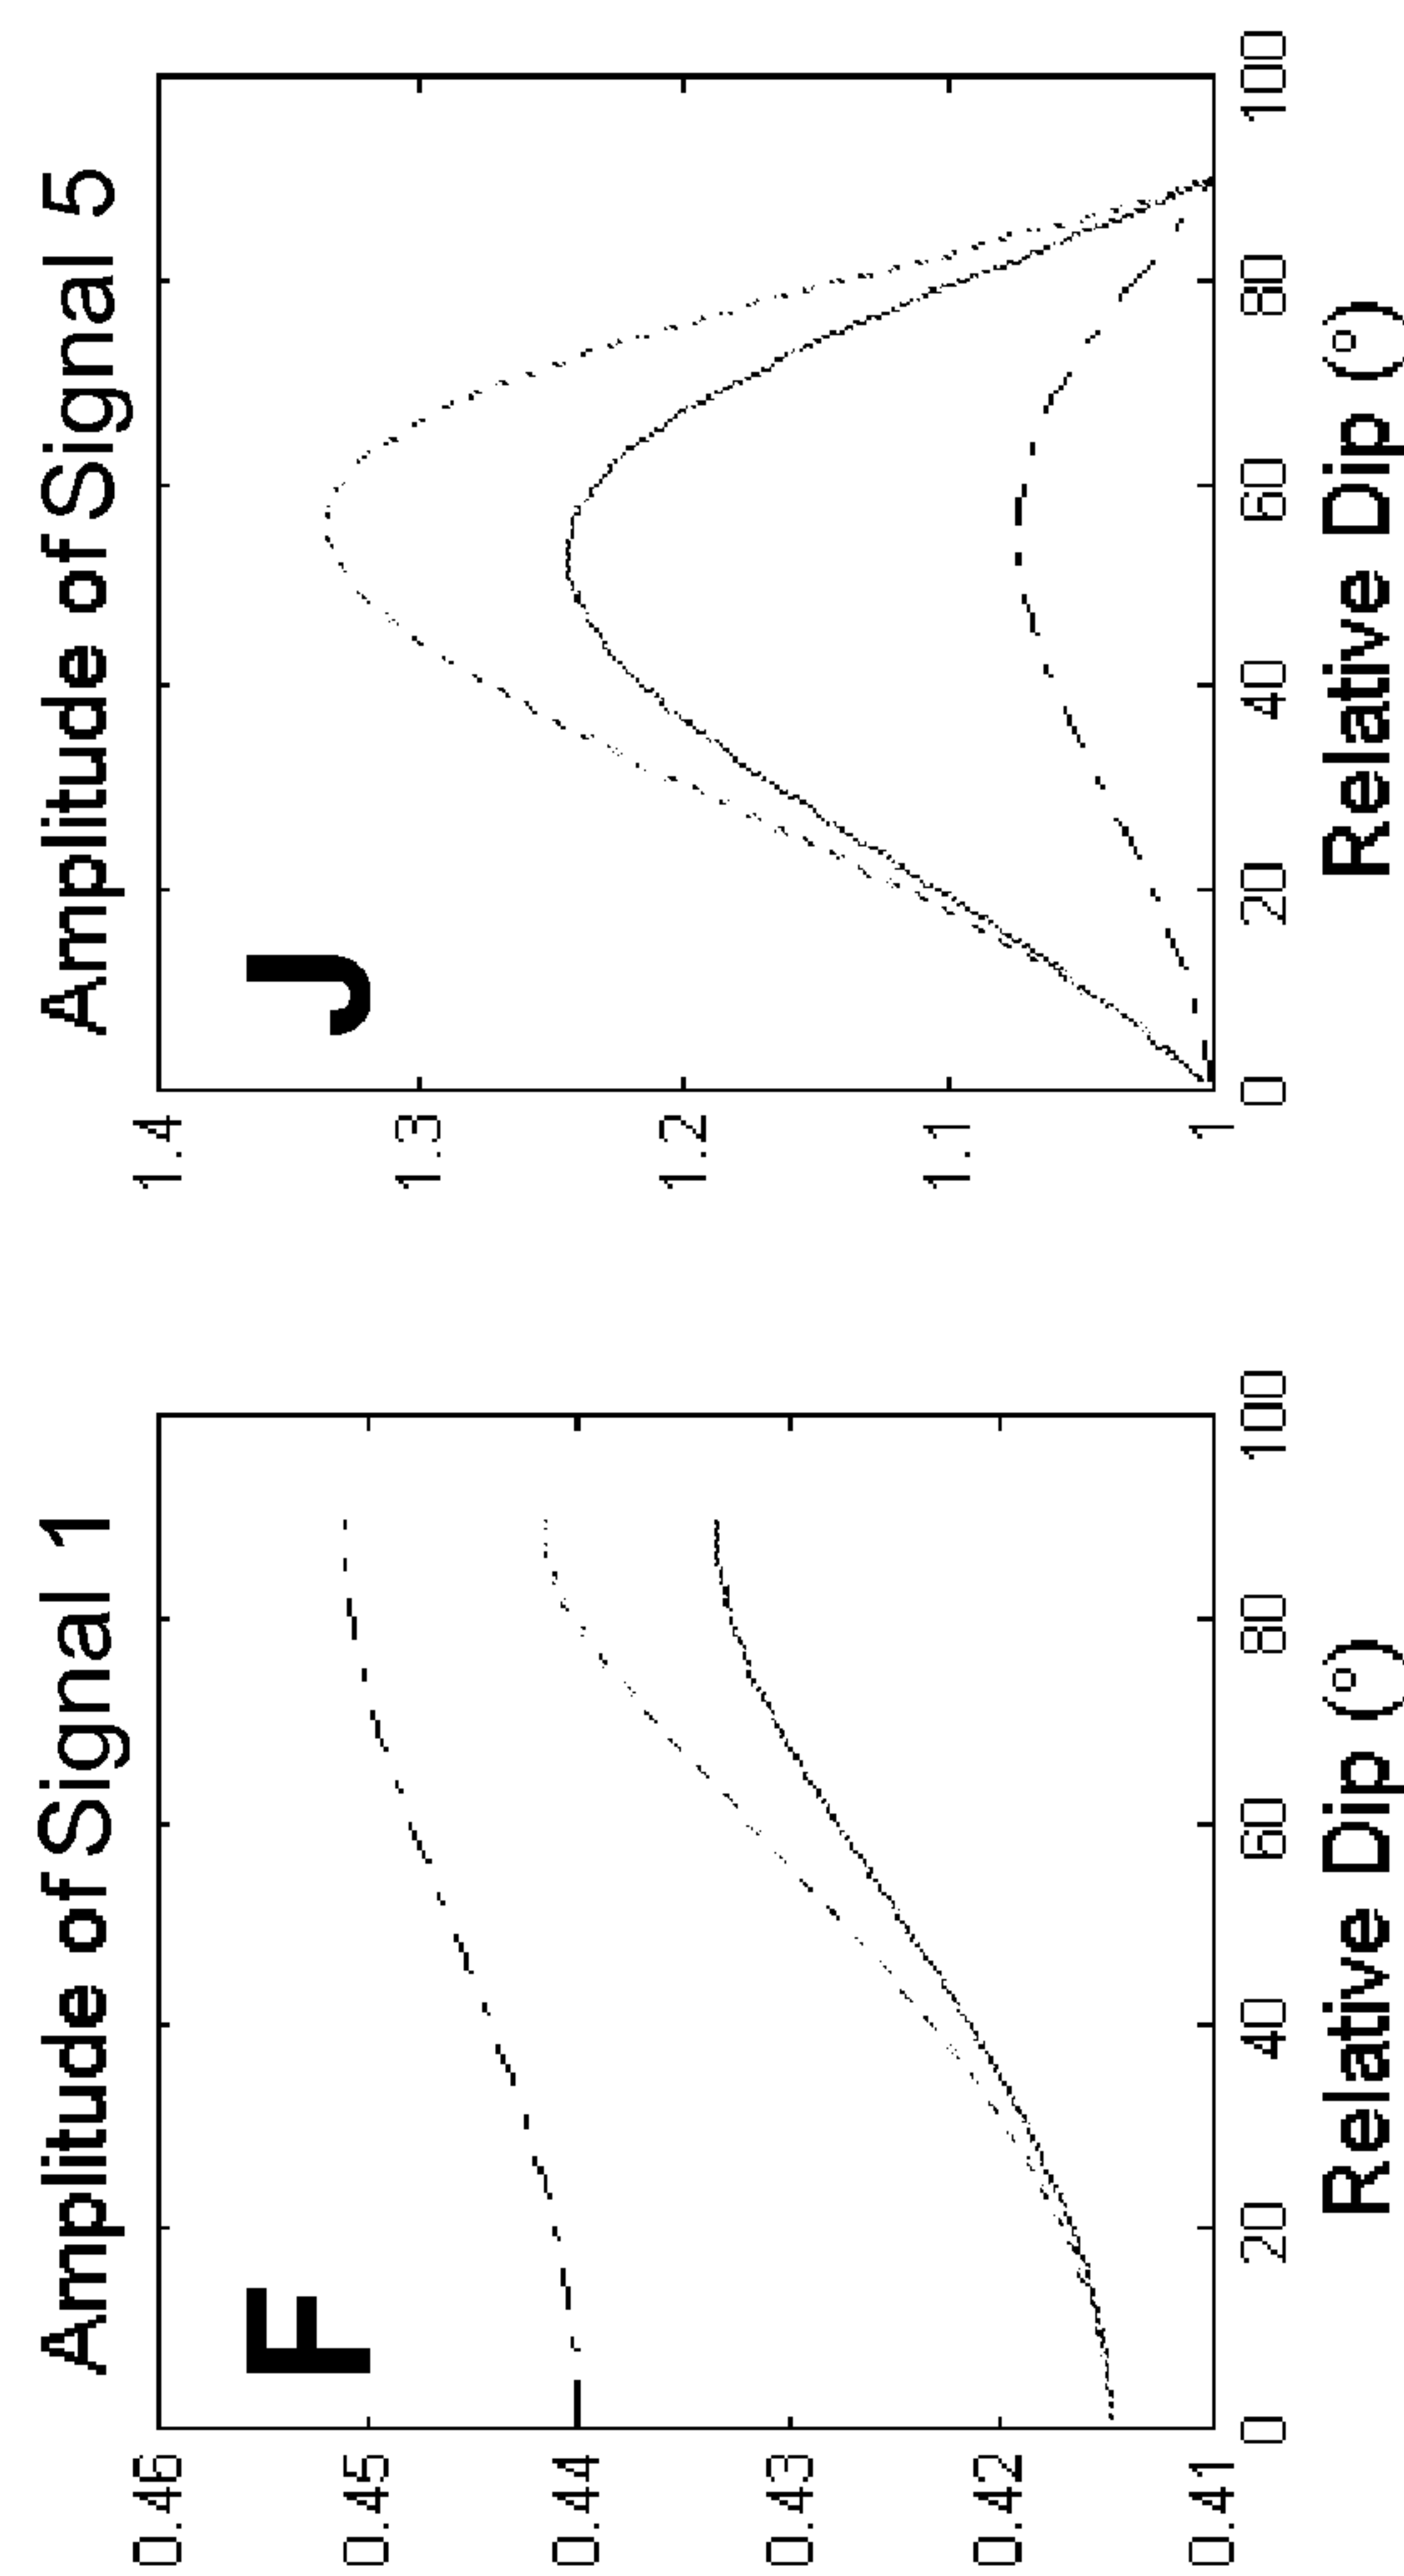 Amplitude of Signal 1
F
0.46
0.45
0.44
0.43
0.42
0.41
0 20 40 60 80 100
Relative Dip (°)
Amplitude of Signal 5
J
1.4
1.3
1.2
1.1
1
0 20 40 60 80 100
Relative Dip (°)